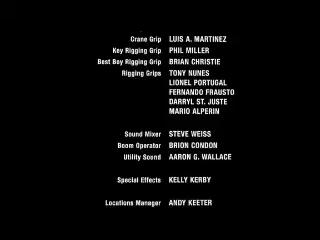 Crane Grip LUIS A. MARTINEZ
Key Rigging Grip PHIL MILLER
Best Boy Rigging Grip BRIAN CHRISTIE
Rigging Grips TONY NUNES
LIONEL PORTUGAL
FERNANDO FRAUSTO
DARRYL ST. JUSTE
MARIO ALPERIN
Sound Mixer STEVE WEISS
Boom Operator BRION CONDON
Utility Sound AARON G. WALLACE
Special Effects KELLY KERBY
Locations Manager ANDY KEETER